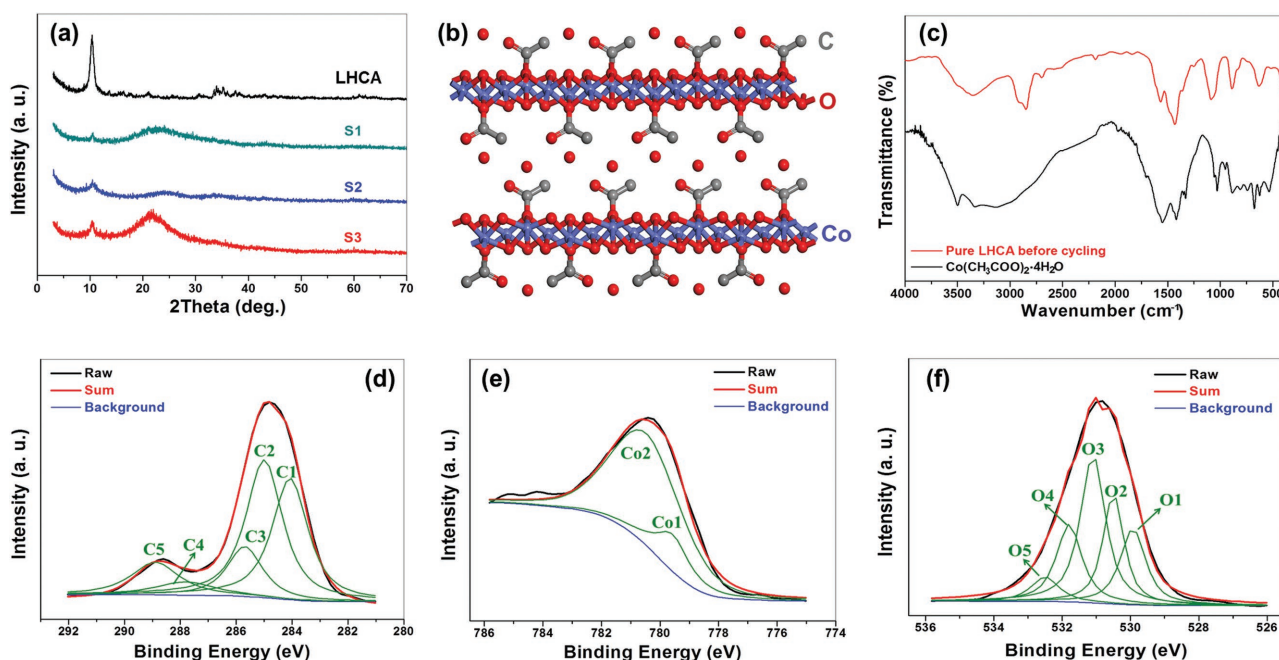 (a)
LHCA
S1
S2
S3
Intensity (a. u.)
0 10 20 30 40 50 60 70
2Theta (deg.)
(b)
C
O
Co
(c)
Transmittance (%)
Pure LHCA before cycling
Co(CH₃COO)₂·4H₂O
4000 3500 3000 2500 2000 1500 1000 500
Wavenumber (cm⁻¹)
(d)
Raw
Sum
Background
C2
C1
C3
C4
C5
Intensity (a. u.)
292 290 288 286 284 282 280
Binding Energy (eV)
(e)
Raw
Sum
Background
Co2
Co1
Intensity (a. u.)
786 784 782 780 778 776 774
Binding Energy (eV)
(f)
Raw
Sum
Background
O3
O4
O2
O1
O5
Intensity (a. u.)
536 534 532 530 528 526
Binding Energy (eV)